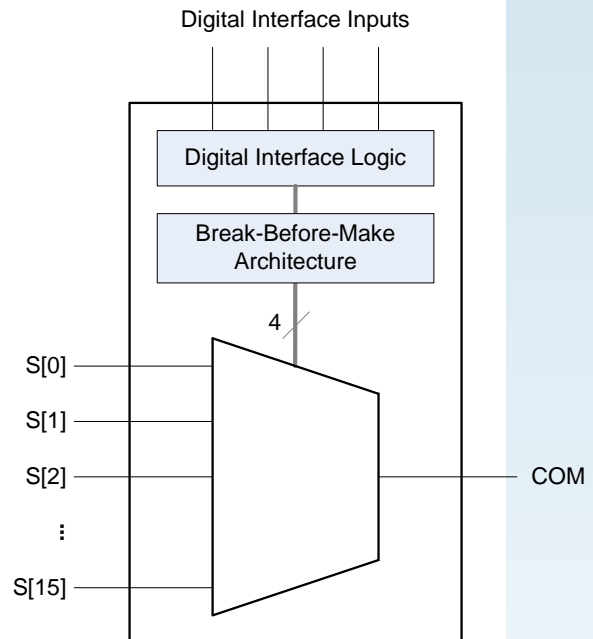 Digital Interface Inputs
Digital Interface Logic
Break-Before-Make
Architecture
4
S[0]
S[1]
S[2]
...
S[15]
COM